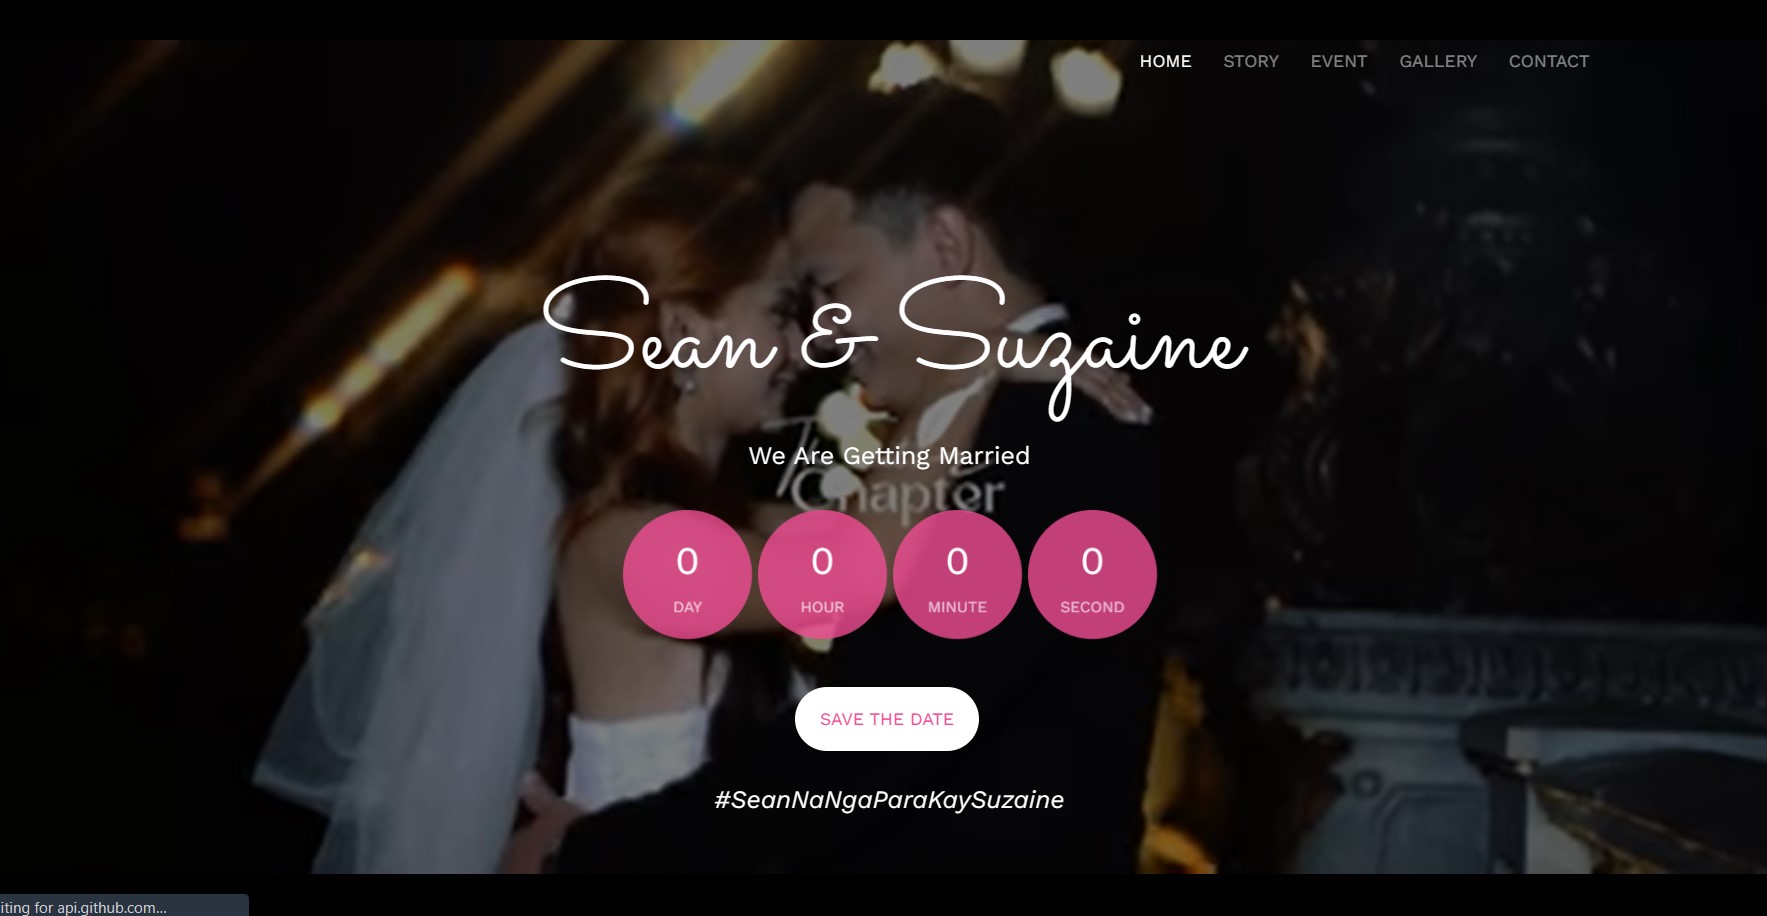 HOME STORY EVENT GALLERY CONTACT
Sean & Suzaine
We Are Getting Married
Chapter
0 0 0 0
DAY HOUR MINUTE SECOND
SAVE THE DATE
#SeanNaNgaParaKaySuzaine
iting for api.github.com...